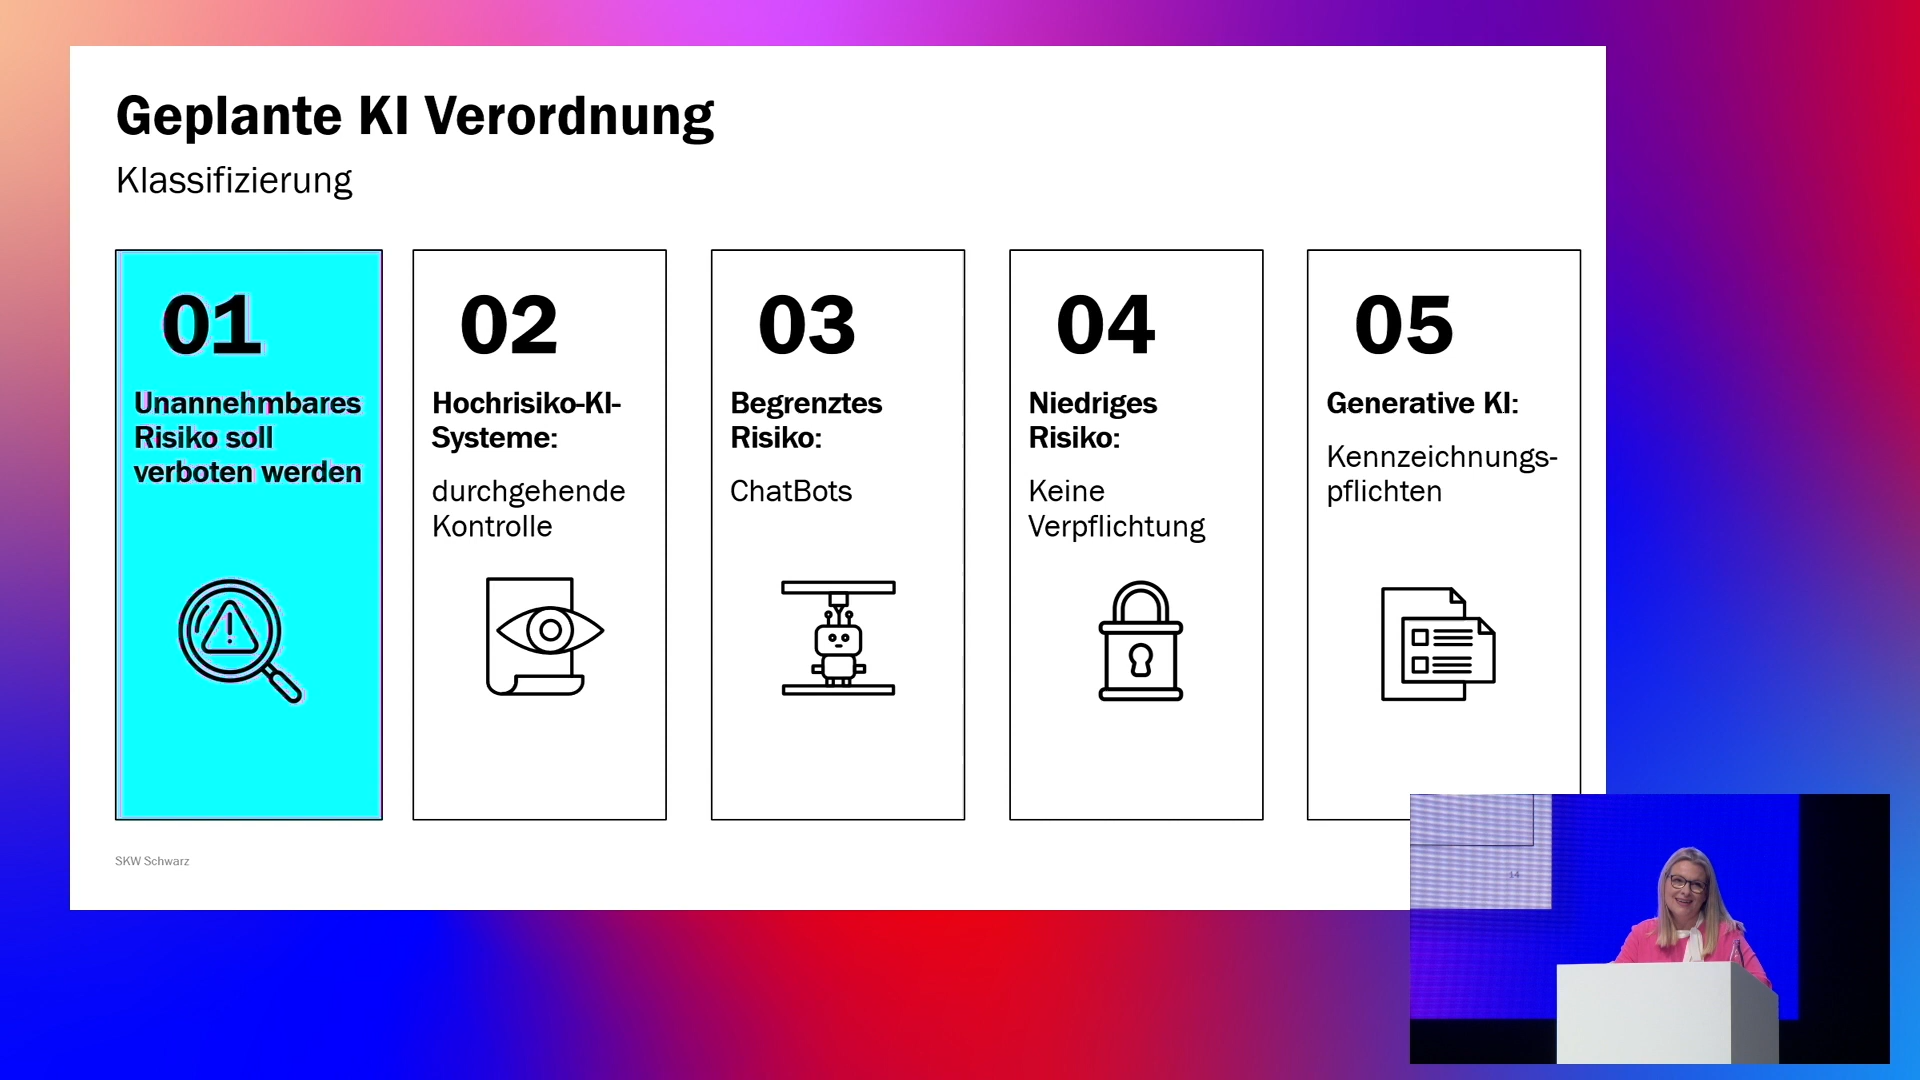 Geplante KI Verordnung
Klassifizierung
01
Unannehmbares
Risiko soll
verboten werden
02
Hochrisiko-KI-
Systeme:
durchgehende
Kontrolle
03
Begrenztes
Risiko:
ChatBots
04
Niedriges
Risiko:
Keine
Verpflichtung
05
Generative KI:
Kennzeichnungs-
pflichten
SKW Schwarz
14